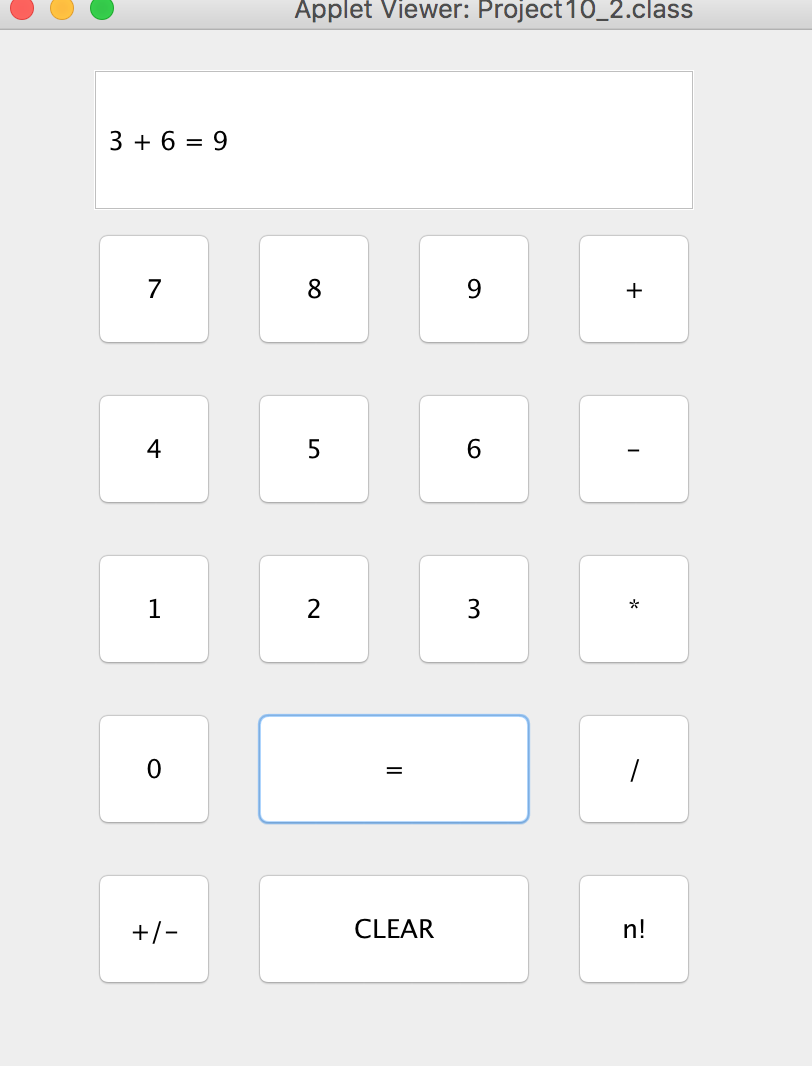 Applet Viewer: Project10_2.class
3 + 6 = 9
7 8 9 +
4 5 6 -
1 2 3 *
0 = /
+/- CLEAR n!